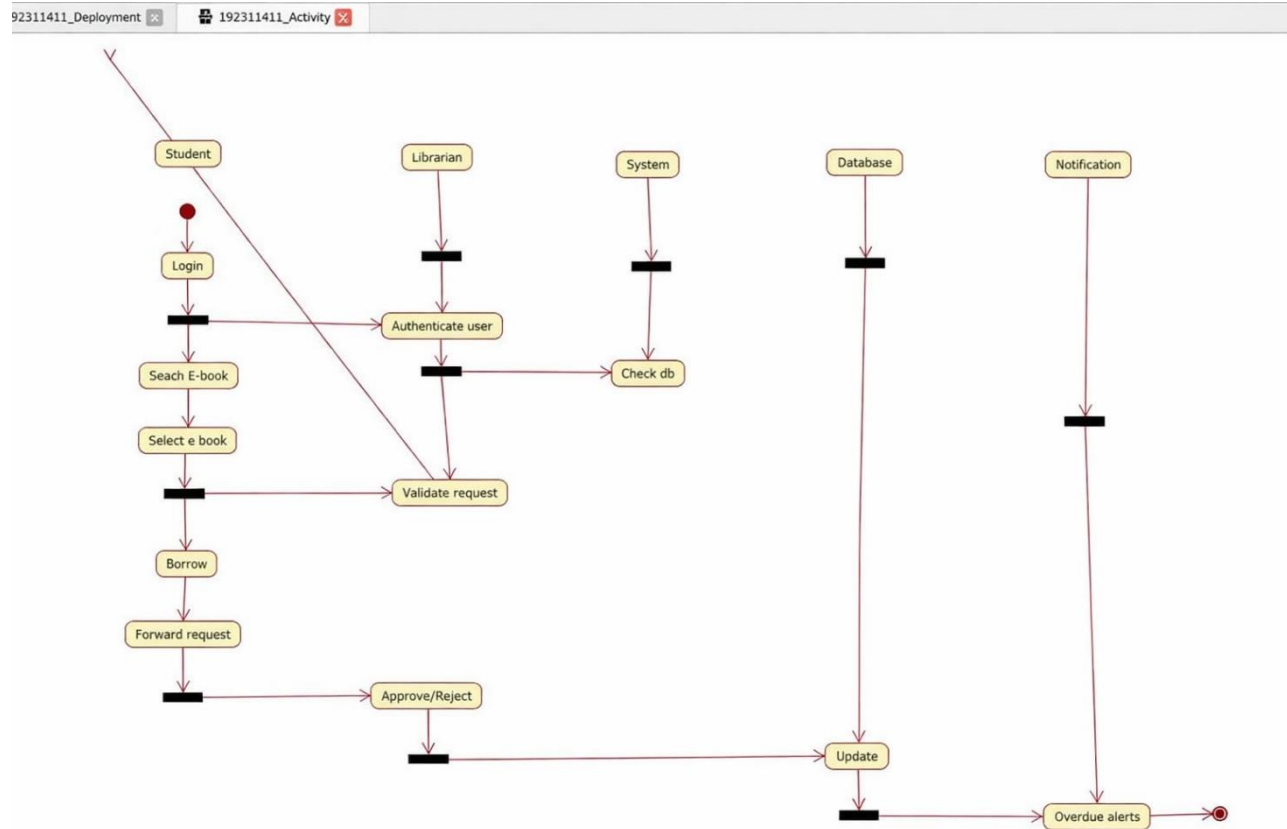 92311411_Deployment
192311411_Activity
Student
Librarian
System
Database
Notification
Login
Authenticate user
Seach E-book
Check db
Select e book
Validate request
Borrow
Forward request
Approve/Reject
Update
Overdue alerts